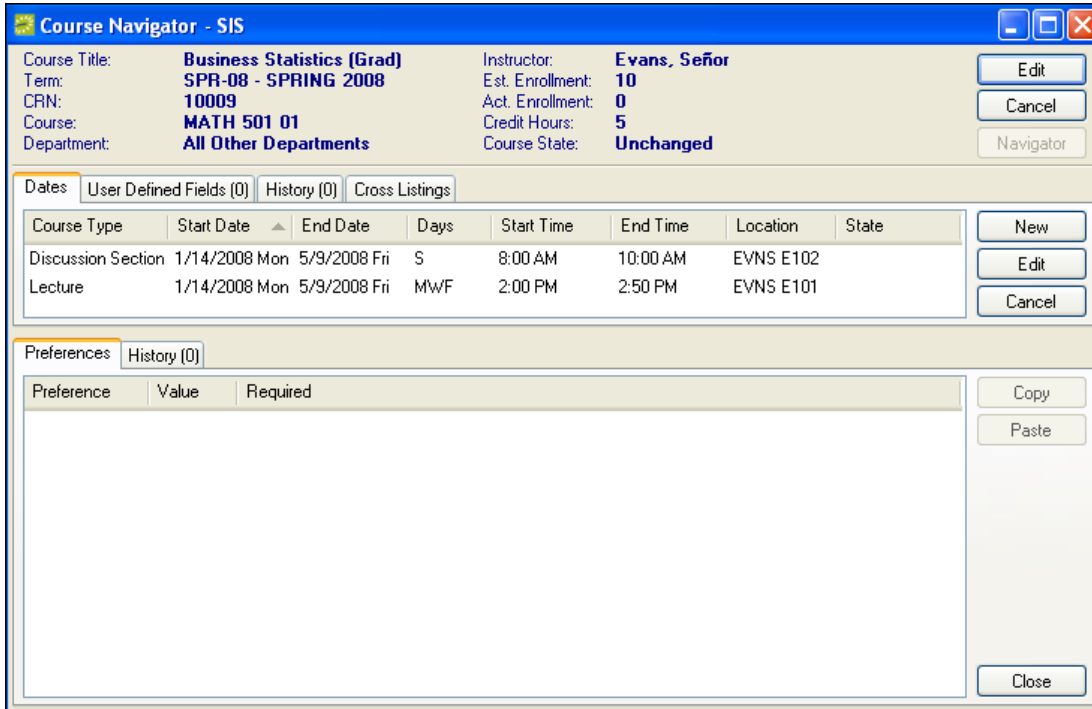 Course Navigator - SIS
Course Title: Business Statistics (Grad) Instructor: Evans, Señor Edit
Term: SPR-08 - SPRING 2008 Est. Enrollment: 10
CRN: 10009 Act. Enrollment: 0 Cancel
Course: MATH 501 01 Credit Hours: 5
Department: All Other Departments Course State: Unchanged Navigator
Dates User Defined Fields (0) History (0) Cross Listings
Course Type Start Date End Date Days Start Time End Time Location State New
Discussion Section 1/14/2008 Mon 5/9/2008 Fri S 8:00 AM 10:00 AM EVNS E102 Edit
Lecture 1/14/2008 Mon 5/9/2008 Fri MWF 2:00 PM 2:50 PM EVNS E101 Cancel
Preferences History (0)
Preference Value Required Copy
Paste
Close